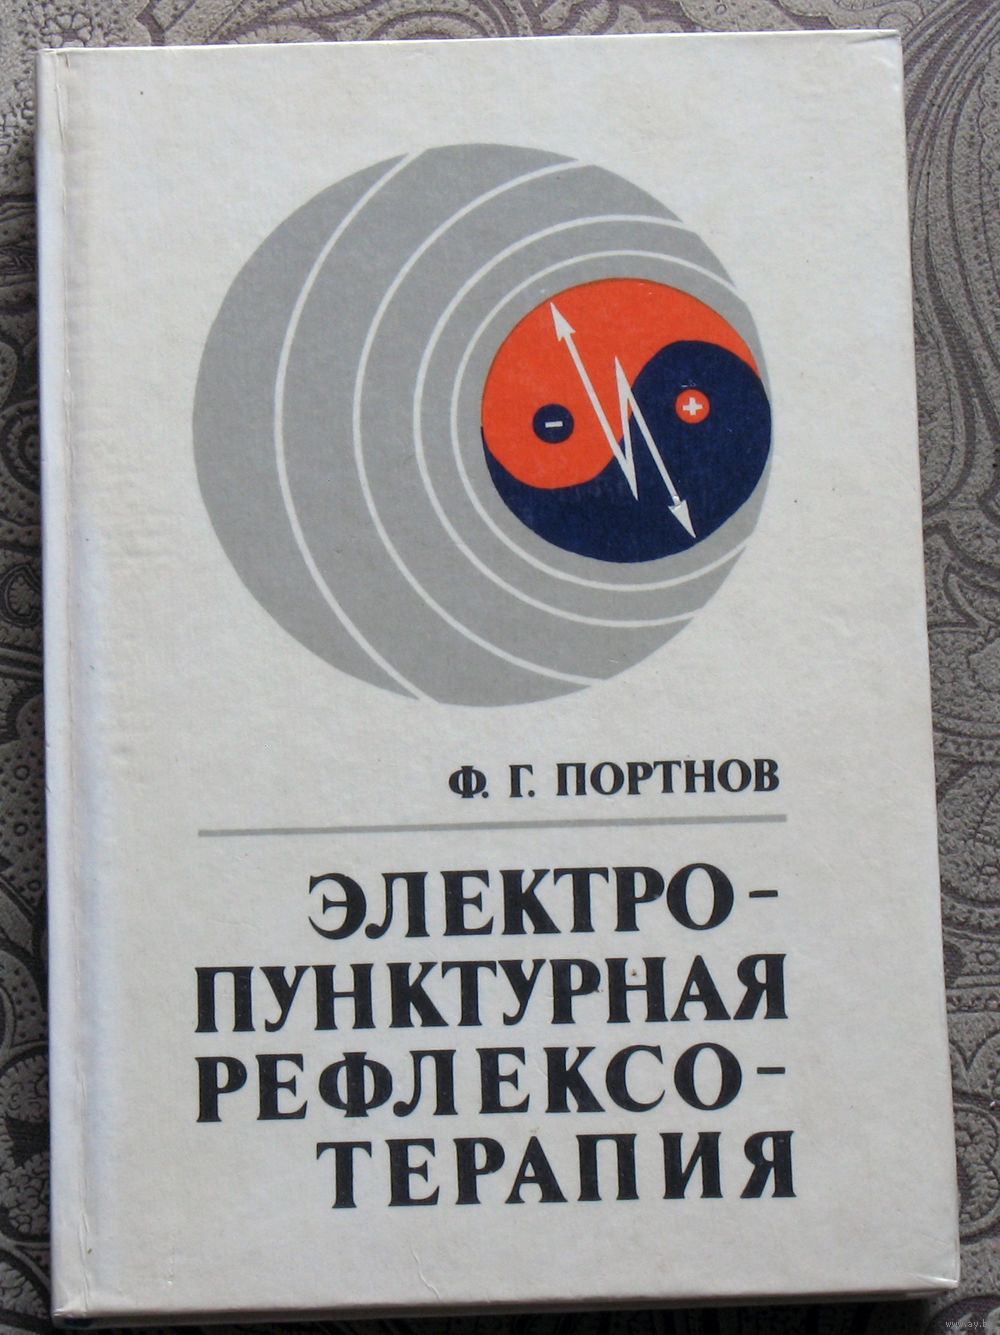 Ф. Г. ПОРТНОВ
ЭЛЕКТРО-
ПУНКТУРНАЯ
РЕФЛЕКСО-
ТЕРАПИЯ